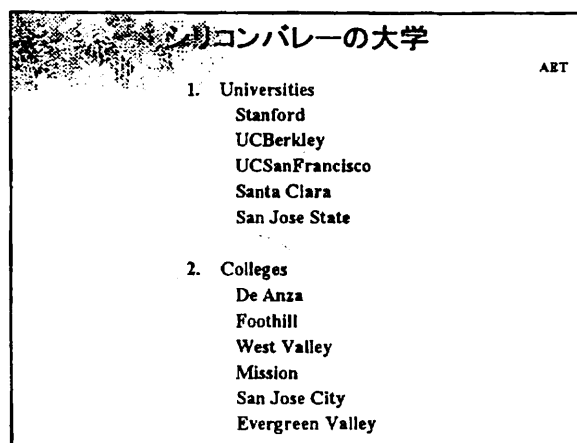 シリコンバレーの大学
ART
1. Universities
Stanford
UCBerkley
UCSanFrancisco
Santa Clara
San Jose State
2. Colleges
De Anza
Foothill
West Valley
Mission
San Jose City
Evergreen Valley